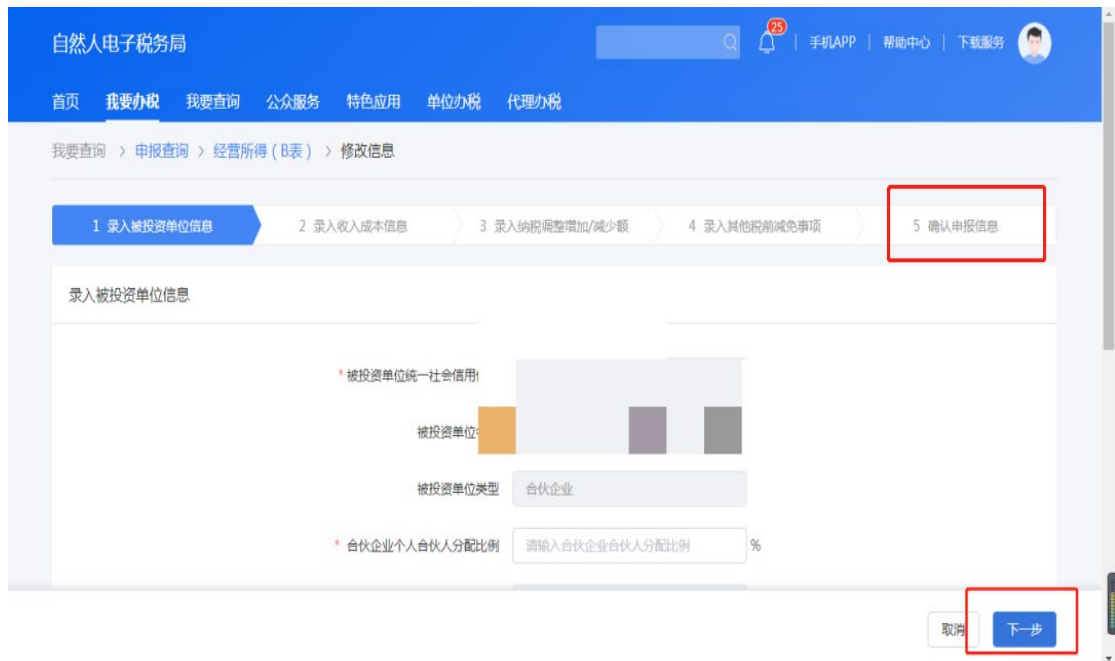 自然人电子税务局
25
手机APP | 帮助中心 | 下载服务
首页 我要办税 我要查询 公众服务 特色应用 单位办税 代理办税
我要查询 > 申报查询 > 经营所得(B表) > 修改信息
1 录入被投资单位信息 2 录入收入成本信息 3 录入纳税调整增加/减少额 4 录入其他税前减免事项 5 确认申报信息
录入被投资单位信息
* 被投资单位统一社会信用
被投资单位
被投资单位类型 合伙企业
* 合伙企业个人合伙人分配比例 请输入合伙企业合伙人分配比例 %
取消 下一步